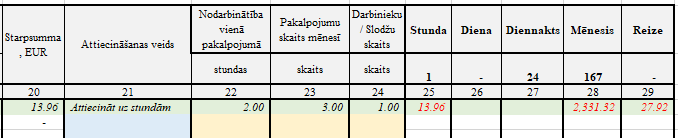 Starpsumma, EUR Attiecināšanas veids Nodarbinātība vienā pakalpojumā Pakalpojumu skaits mēnesī Darbinieku / Slodžu skaits Stunda Diena Diennakts Mēnesis Reize
stundas skaits skaits 1 - 24 167 -
20 21 22 23 24 25 26 27 28 29
13.96 Attiecināt uz stundām 2.00 3.00 1.00 13.96 2,331.32 27.92
-